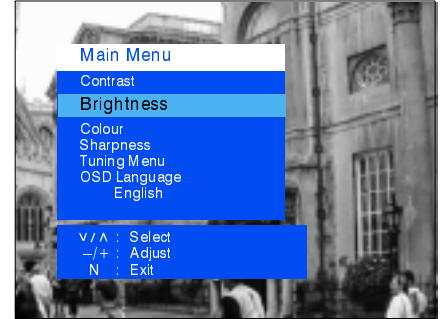 Main Menu
Contrast
Brightness
Colour
Sharpness
Tuning Menu
OSD Language
English
∨/∧ : Select
–/+ : Adjust
N : Exit